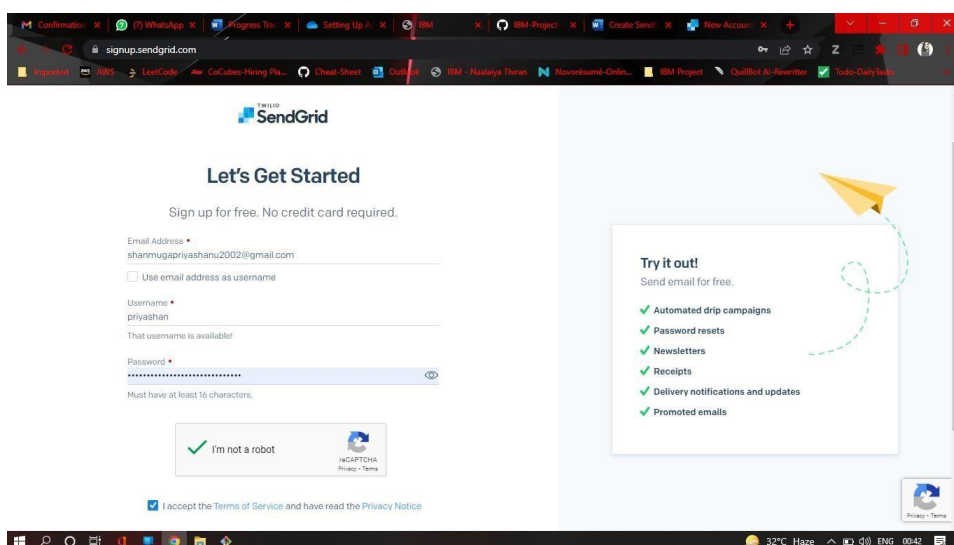 Confirmation
(7) WhatsApp
Progress Tra
Setting Up A
IBM
IBM-Project
Create Send
New Account
signup.sendgrid.com
Imported
AWS
LeetCode
CoCubes-Hiring Pla...
Cheat-Sheet
Outlook
IBM - Naalaiya Thiran
Novorésumé-Onlin...
IBM Project
QuillBot AI-Rewritter
Todo-DailyTasks
TWILIO
SendGrid
Let's Get Started
Sign up for free. No credit card required.
Email Address •
shanmugapriyashanu2002@gmail.com
Use email address as username
Username •
priyashan
That username is available!
Password •
Must have at least 16 characters.
I'm not a robot
reCAPTCHA
Privacy - Terms
I accept the Terms of Service and have read the Privacy Notice
Try it out!
Send email for free.
Automated drip campaigns
Password resets
Newsletters
Receipts
Delivery notifications and updates
Promoted emails
Privacy - Terms
32°C Haze
ENG
00:42